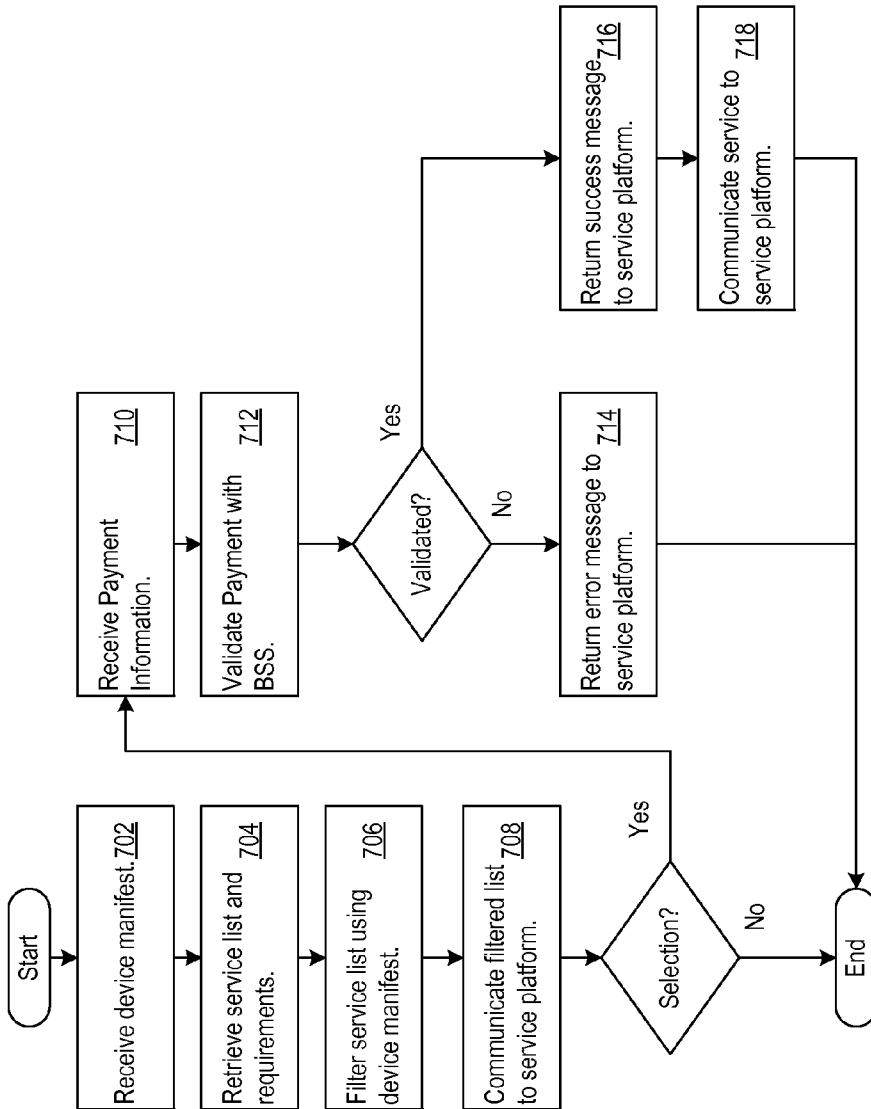 Start
Receive device manifest. 702
Retrieve service list and
requirements.
704
Filter service list using
device manifest.
706
Communicate filtered list
to service platform.
708
Selection?
Yes
No
Receive Payment
Information.
710
Validate Payment with
BSS.
712
Validated?
Yes
No
Return error message to
service platform.
714
Return success message
to service platform.
716
Communicate service to
service platform.
718
End